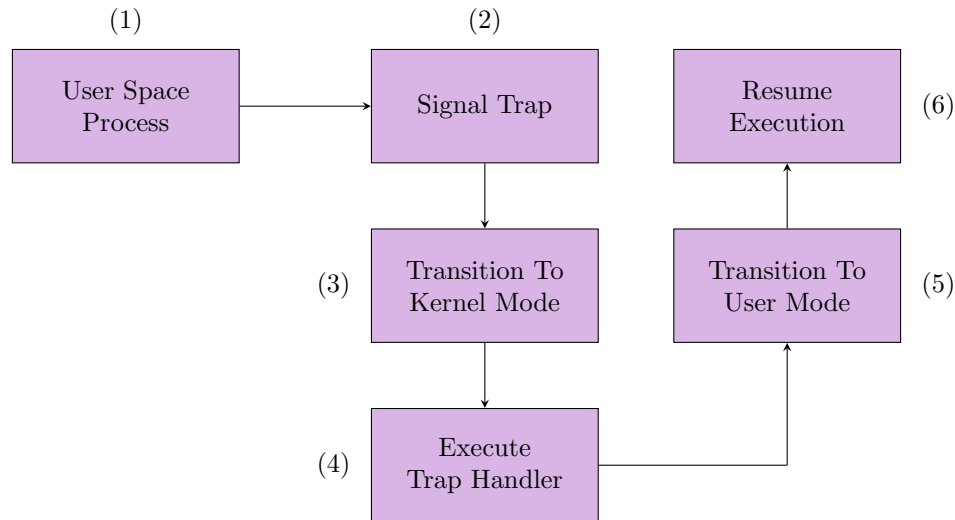 (1)
User Space
Process
(2)
Signal Trap
(3)
Transition To
Kernel Mode
(4)
Execute
Trap Handler
(5)
Transition To
User Mode
(6)
Resume
Execution